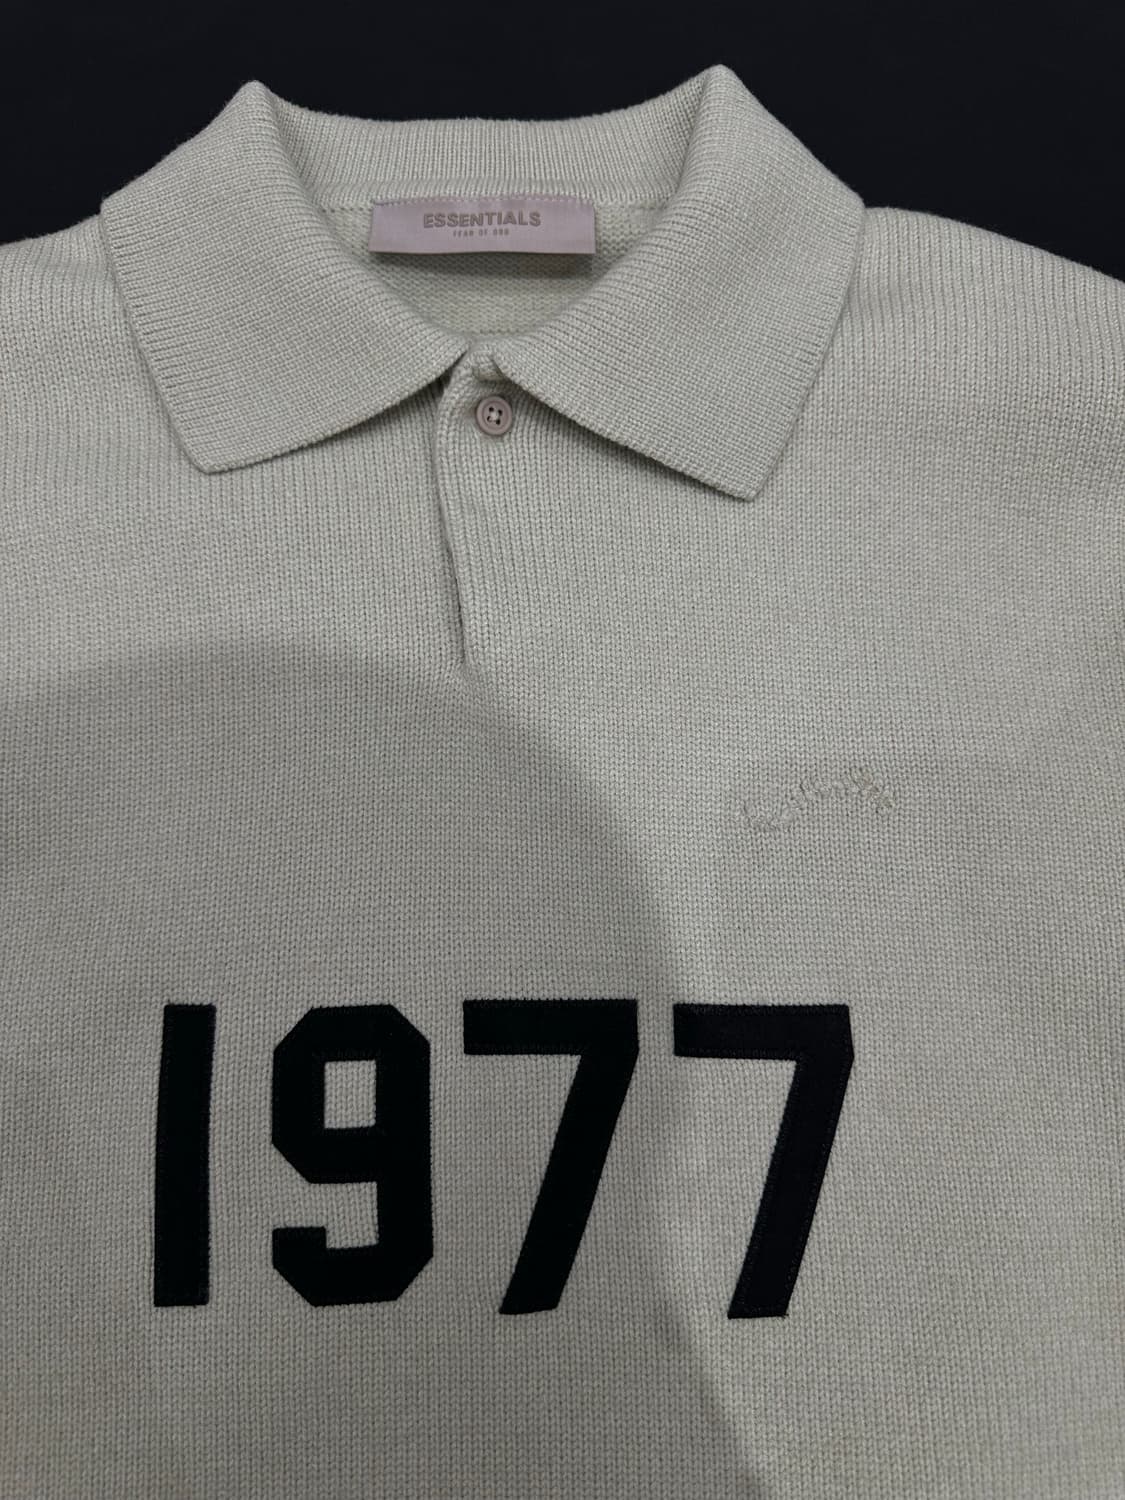 ESSENTIALS
FEAR OF GOD
1977